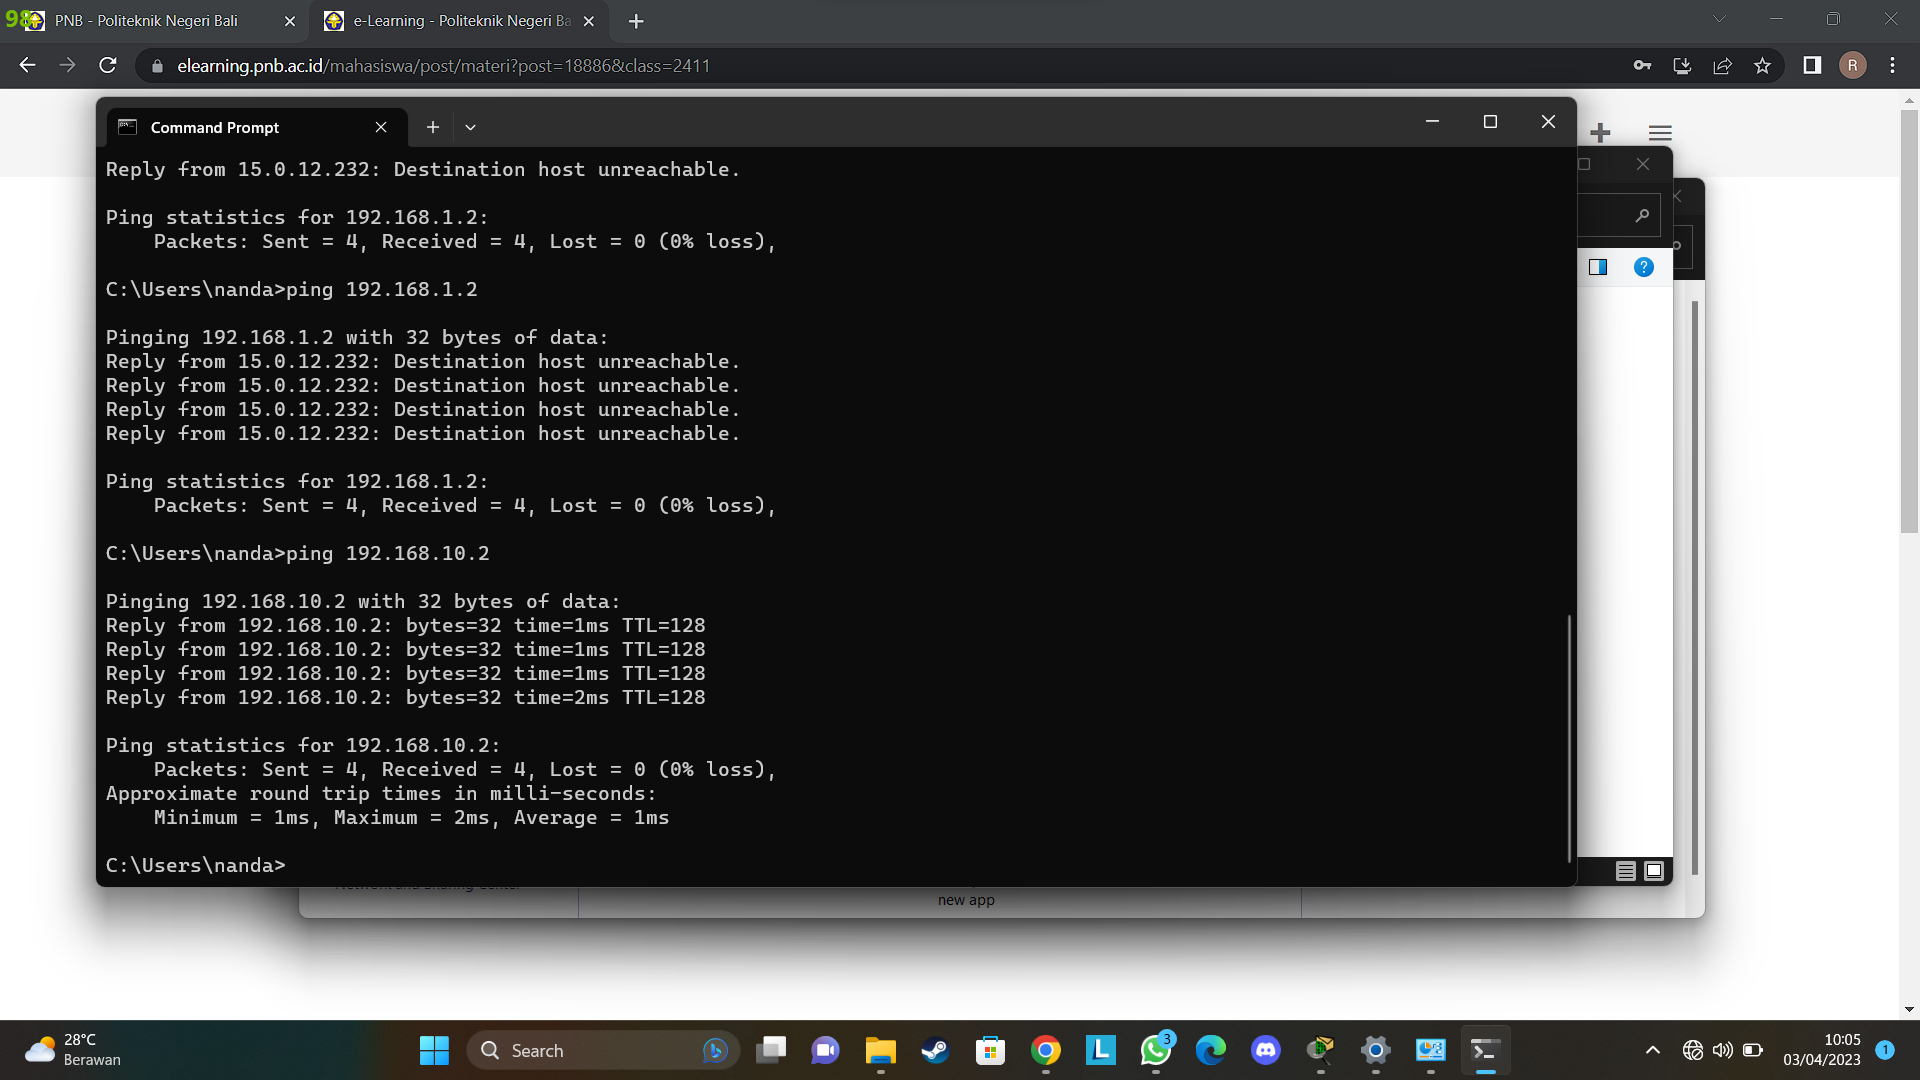 98
PNB - Politeknik Negeri Bali
e-Learning - Politeknik Negeri Ba
elearning.pnb.ac.id/mahasiswa/post/materi?post=18886&class=2411
R
Command Prompt
Reply from 15.0.12.232: Destination host unreachable.
Ping statistics for 192.168.1.2:
Packets: Sent = 4, Received = 4, Lost = 0 (0% loss),
C:\Users\nanda>ping 192.168.1.2
Pinging 192.168.1.2 with 32 bytes of data:
Reply from 15.0.12.232: Destination host unreachable.
Reply from 15.0.12.232: Destination host unreachable.
Reply from 15.0.12.232: Destination host unreachable.
Reply from 15.0.12.232: Destination host unreachable.
Ping statistics for 192.168.1.2:
Packets: Sent = 4, Received = 4, Lost = 0 (0% loss),
C:\Users\nanda>ping 192.168.10.2
Pinging 192.168.10.2 with 32 bytes of data:
Reply from 192.168.10.2: bytes=32 time=1ms TTL=128
Reply from 192.168.10.2: bytes=32 time=1ms TTL=128
Reply from 192.168.10.2: bytes=32 time=1ms TTL=128
Reply from 192.168.10.2: bytes=32 time=2ms TTL=128
Ping statistics for 192.168.10.2:
Packets: Sent = 4, Received = 4, Lost = 0 (0% loss),
Approximate round trip times in milli-seconds:
Minimum = 1ms, Maximum = 2ms, Average = 1ms
C:\Users\nanda>
Network and Sharing Center
new app
28°C
Berawan
Search
L
3
10:05
03/04/2023
1